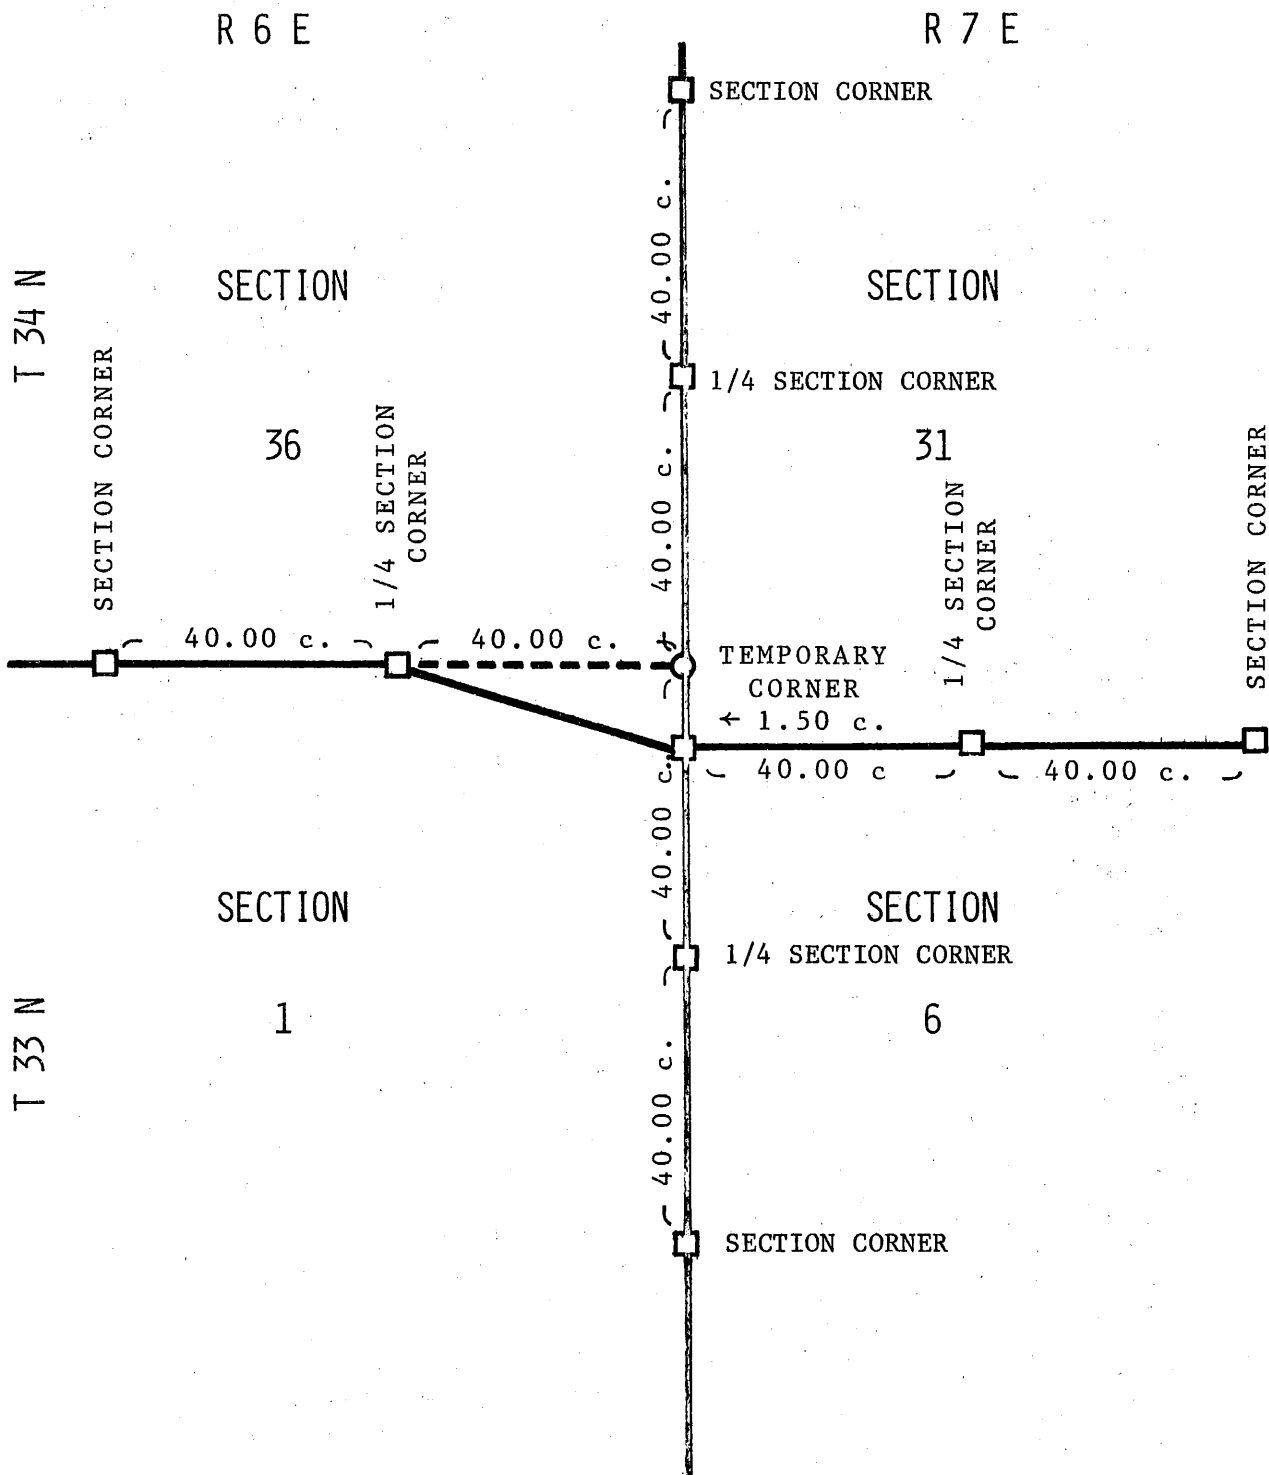 R 6 E
R 7 E
SECTION CORNER
40.00 c.
T 34 N
SECTION
SECTION
SECTION CORNER
1/4 SECTION CORNER
1/4 SECTION
CORNER
36
31
40.00 c.
1/4 SECTION
CORNER
SECTION CORNER
40.00 c.
40.00 c.
TEMPORARY
CORNER
← 1.50 c.
40.00 c
40.00 c.
40.00 c.
SECTION
SECTION
1/4 SECTION CORNER
T 33 N
1
6
40.00 c.
SECTION CORNER